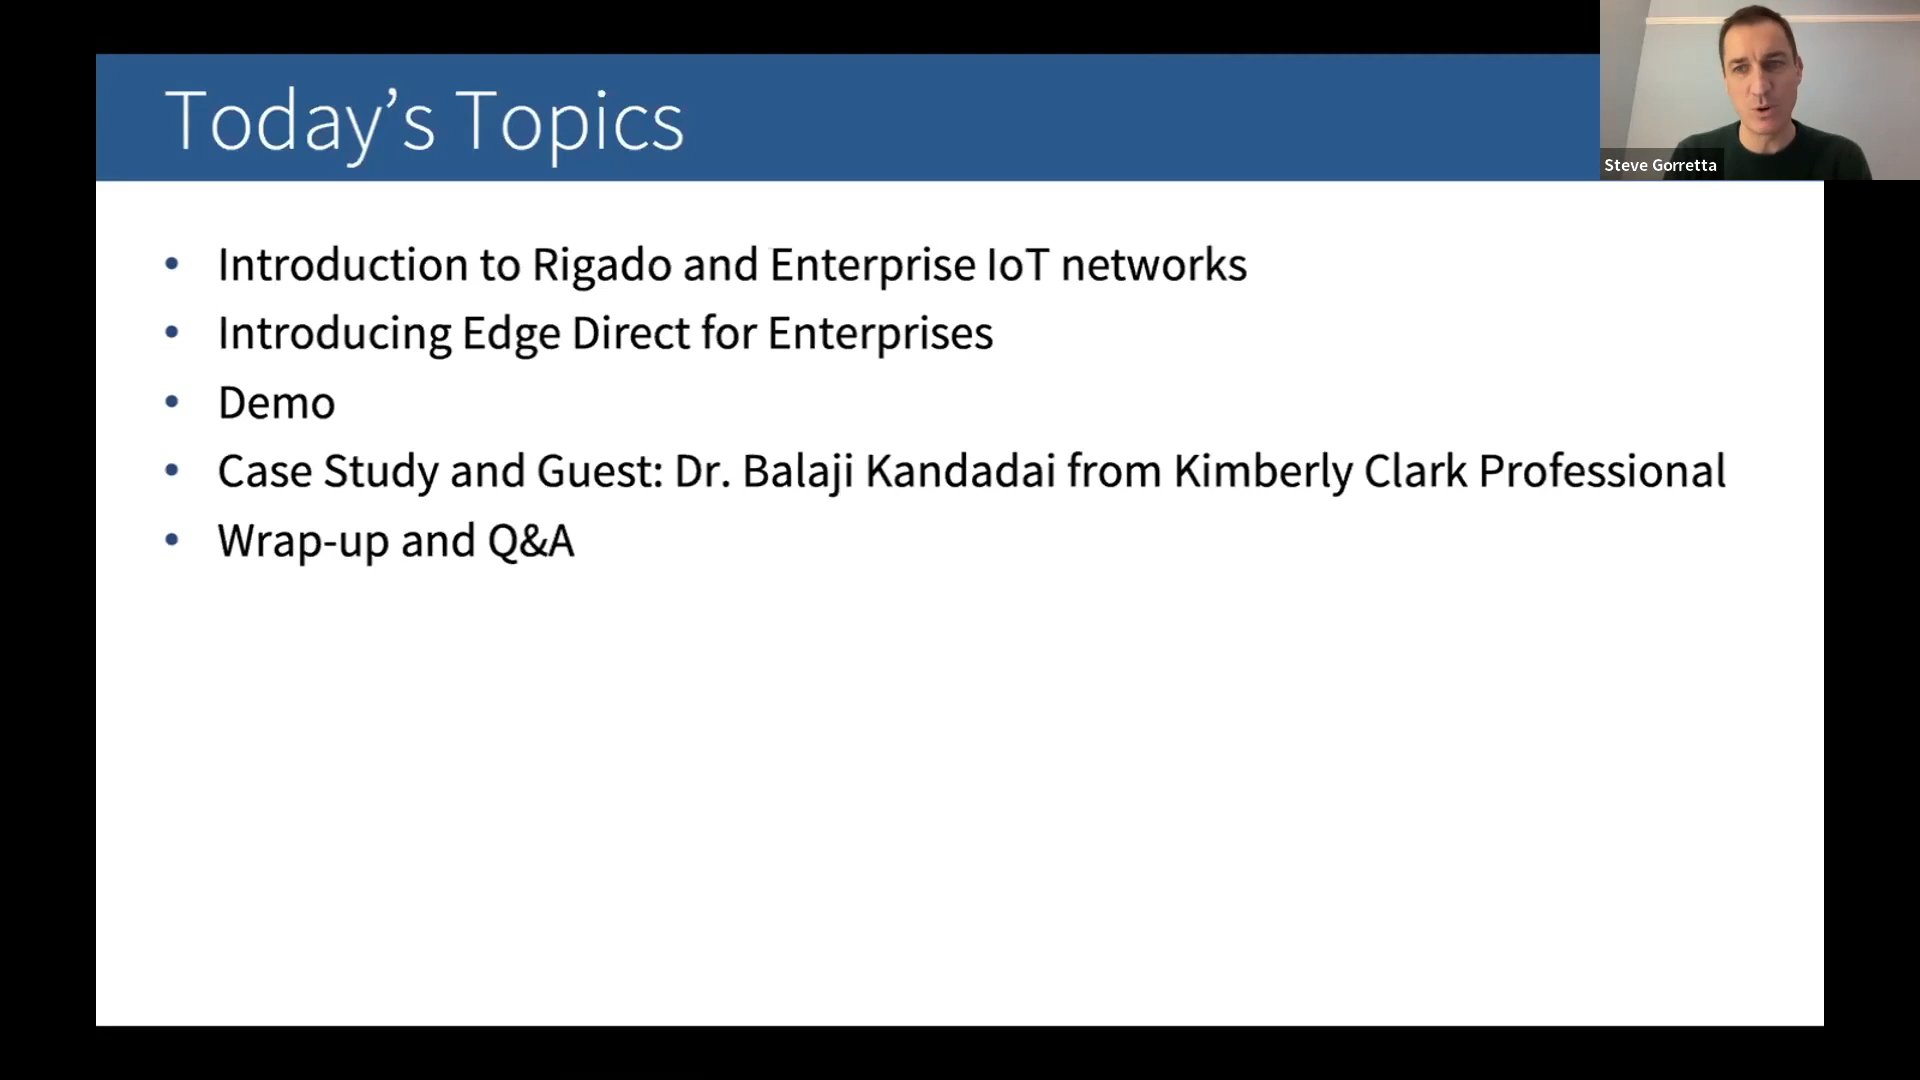 Today’s Topics
Steve Gorretta
• Introduction to Rigado and Enterprise IoT networks
• Introducing Edge Direct for Enterprises
• Demo
• Case Study and Guest: Dr. Balaji Kandadai from Kimberly Clark Professional
• Wrap-up and Q&A